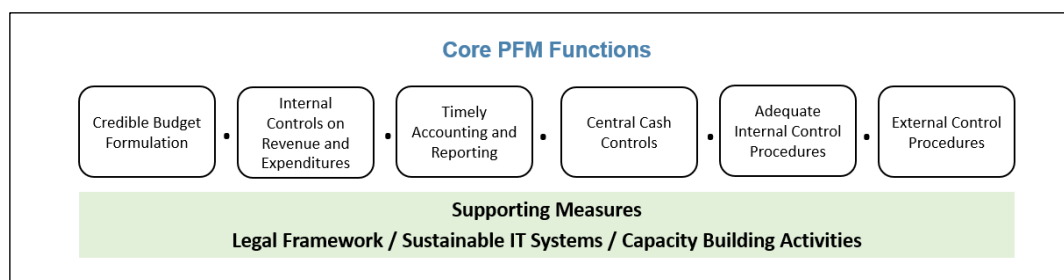 Core PFM Functions
Credible Budget
Formulation
Internal
Controls on
Revenue and
Expenditures
Timely
Accounting and
Reporting
Central Cash
Controls
Adequate
Internal Control
Procedures
External Control
Procedures
Supporting Measures
Legal Framework / Sustainable IT Systems / Capacity Building Activities